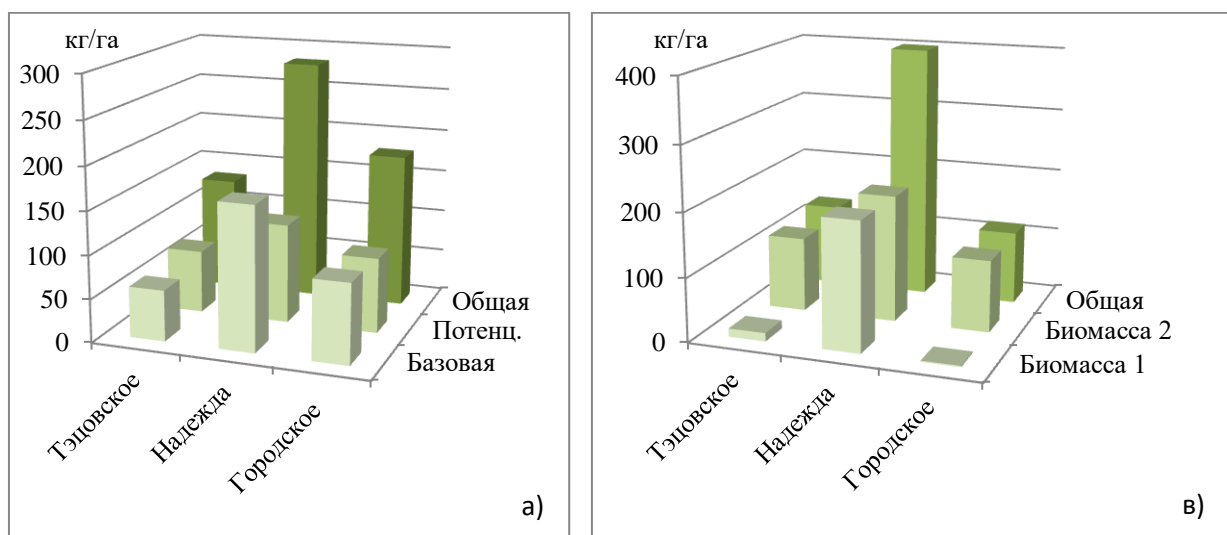 кг/га
300
250
200
150
100
50
0
Общая
Потенц.
Базовая
Тэцовское
Надежда
Городское
а)
кг/га
400
300
200
100
0
Общая
Биомасса 2
Биомасса 1
Тэцовское
Надежда
Городское
в)